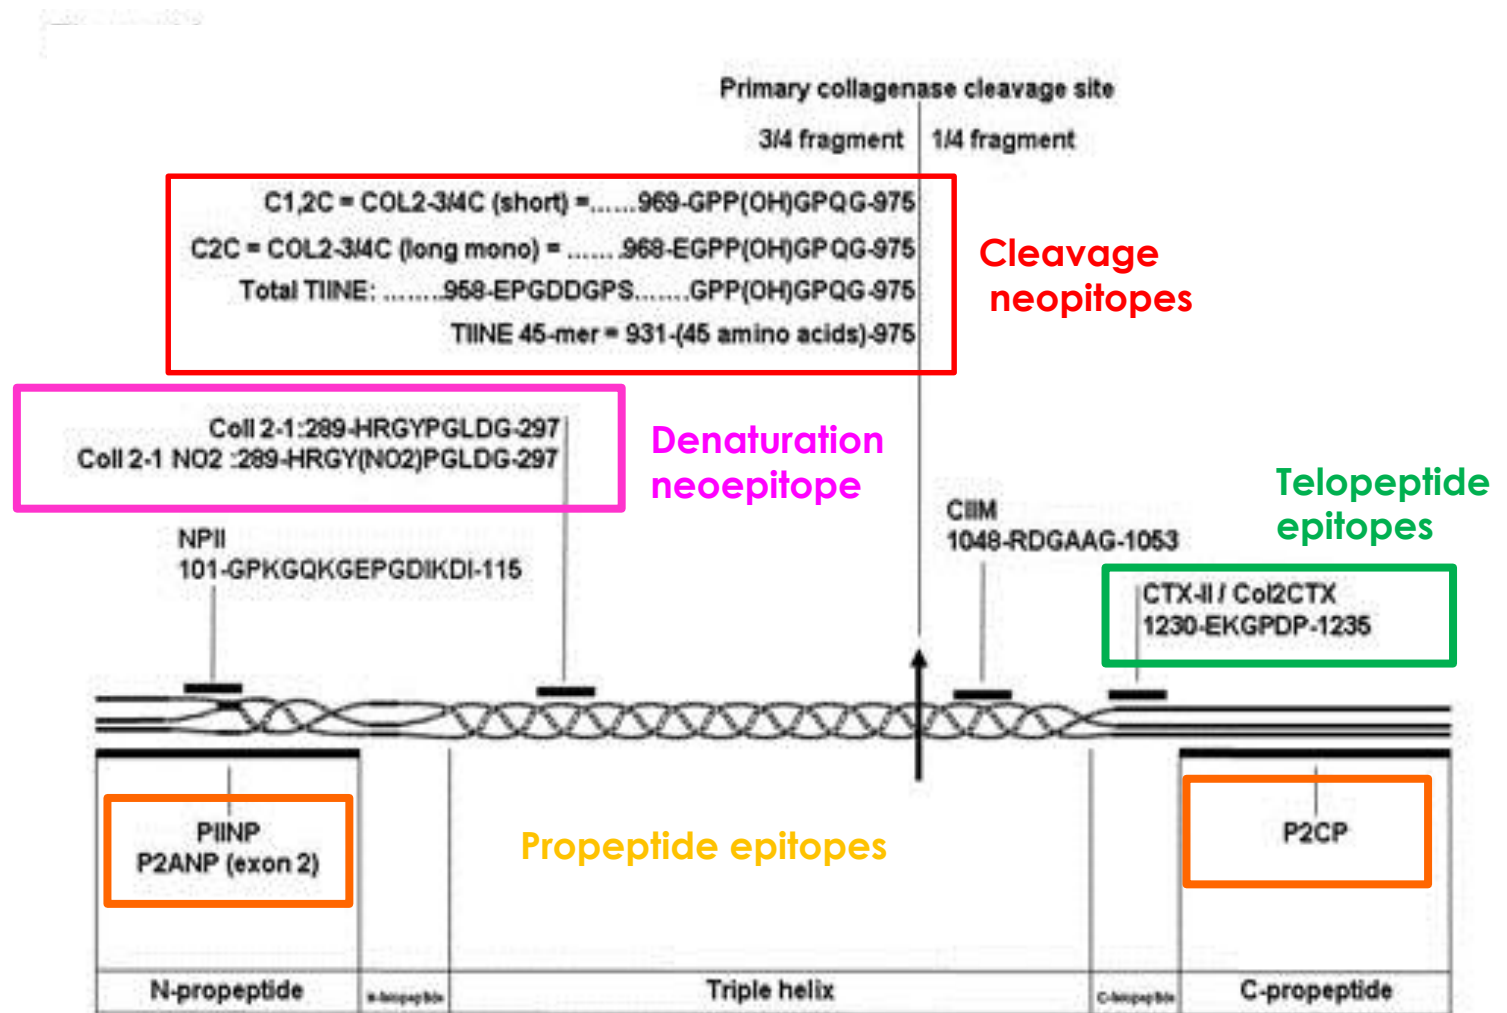 Primary collagenase cleavage site
3/4 fragment 1/4 fragment
C1,2C = COL2-3/4C (short) =......969-GPP(OH)GPQG-975
C2C = COL2-3/4C (long mono) = .......968-EGPP(OH)GPQG-975
Total TIINE: ........958-EPGDDGPS.......GPP(OH)GPQG-975
TIINE 45-mer = 931-(45 amino acids)-975
Cleavage
neopitopes
Coll 2-1:289-HRGYPGLDG-297
Coll 2-1 NO2 :289-HRGY(NO2)PGLDG-297
Denaturation
neoepitope
Telopeptide
epitopes
NPII
101-GPKGQKGEPGDIKDI-115
CIIM
1048-RDGAAG-1053
CTX-II / Col2CTX
1230-EKGPDP-1235
PIINP
P2ANP (exon 2)
Propeptide epitopes
P2CP
N-propeptide N-telopeptide Triple helix C-telopeptide C-propeptide